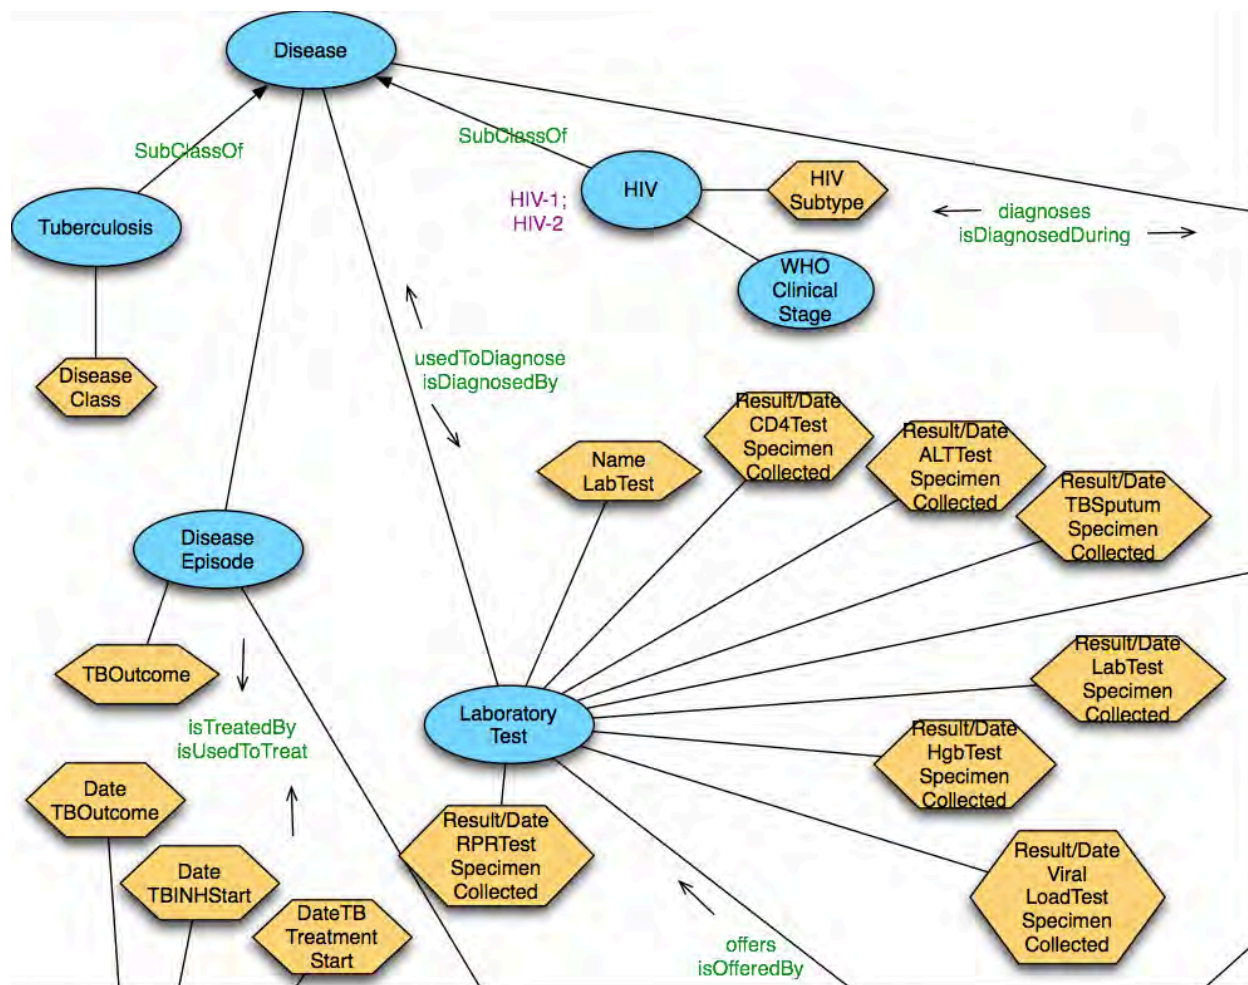 Disease
SubClassOf
SubClassOf
HIV
HIV
Subtype
HIV-1;
HIV-2
Tuberculosis
diagnoses
isDiagnosedDuring
WHO
Clinical
Stage
Disease
Class
usedToDiagnose
isDiagnosedBy
Result/Date
CD4Test
Specimen
Collected
Result/Date
ALTTest
Specimen
Collected
Name
LabTest
Result/Date
TBSputum
Specimen
Collected
Disease
Episode
TBOutcome
Result/Date
LabTest
Specimen
Collected
Laboratory
Test
isTreatedBy
isUsedToTreat
Result/Date
HgbTest
Specimen
Collected
Date
TBOutcome
Result/Date
RPRTest
Specimen
Collected
Result/Date
Viral
LoadTest
Specimen
Collected
Date
TBINHStart
DateTB
Treatment
Start
offers
isOfferedBy